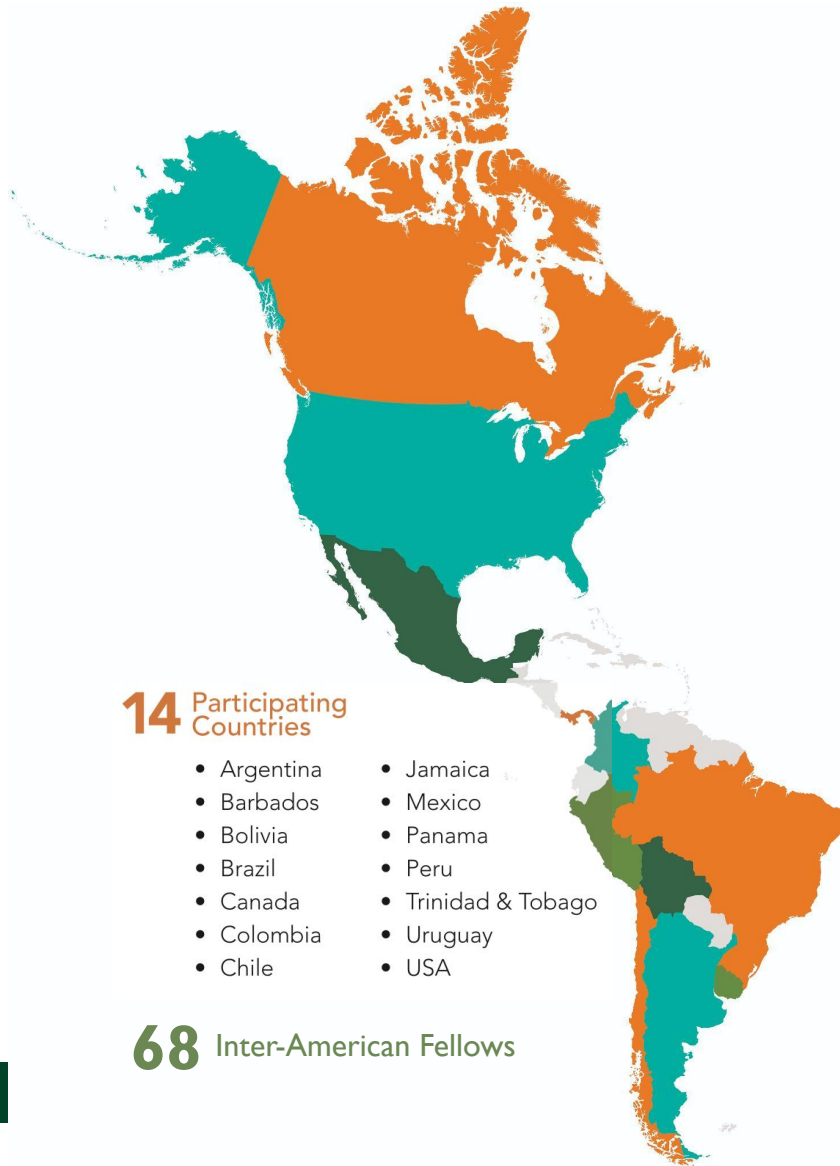 14 Participating
Countries
• Argentina
• Barbados
• Bolivia
• Brazil
• Canada
• Colombia
• Chile
• Jamaica
• Mexico
• Panama
• Peru
• Trinidad & Tobago
• Uruguay
• USA
68 Inter-American Fellows